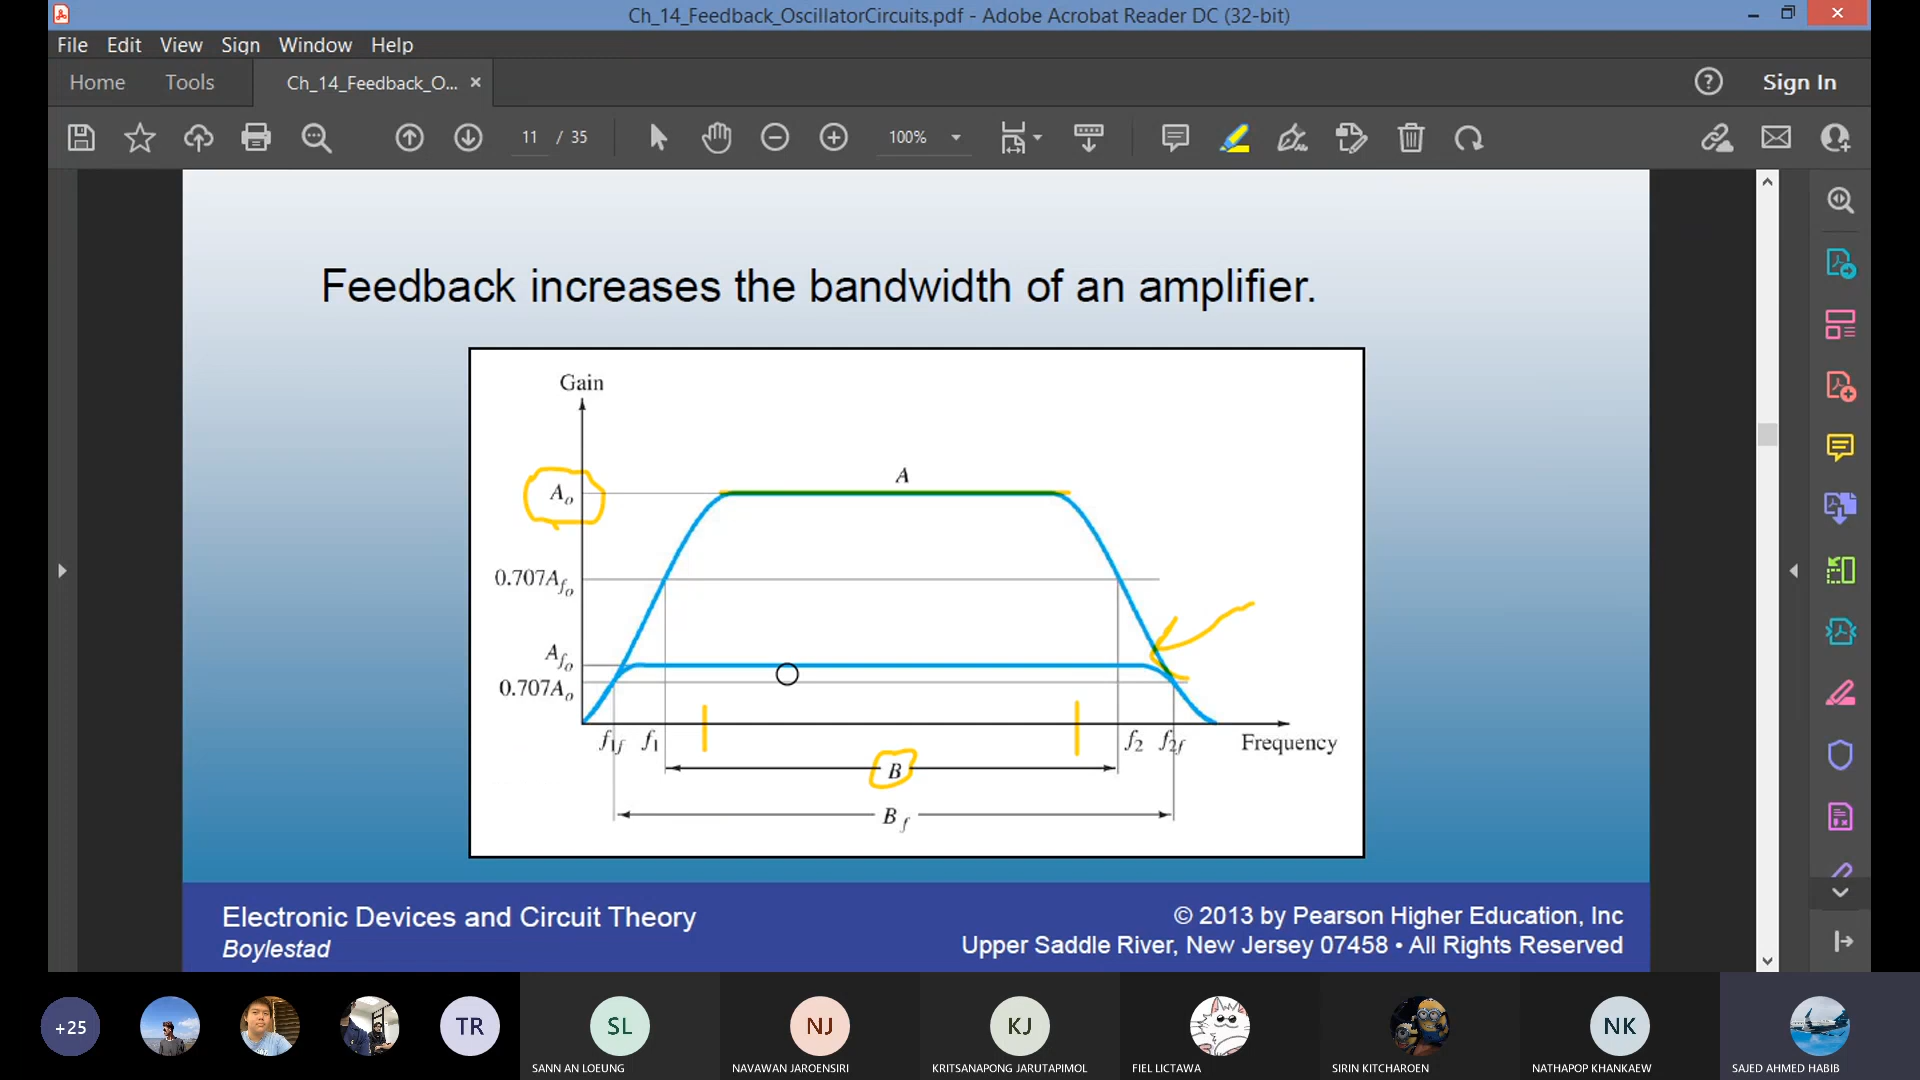 Ch_14_Feedback_OscillatorCircuits.pdf - Adobe Acrobat Reader DC (32-bit)
File Edit View Sign Window Help
Home Tools Ch_14_Feedback_O... × Sign In
11 / 35 100%
Feedback increases the bandwidth of an amplifier.
Gain
A
Ao
0.707Afo
Afo
0.707Ao
f1f f1 f2 f2f Frequency
B
Bf
Electronic Devices and Circuit Theory
Boylestad
© 2013 by Pearson Higher Education, Inc
Upper Saddle River, New Jersey 07458 • All Rights Reserved
+25 TR SL NJ KJ NK
SANN AN LOEUNG NAVAWAN JAROENSIRI KRITSANAPONG JARUTAPIMOL FIEL LICTAWA SIRIN KITCHAROEN NATHAPOP KHANKAEW SAJED AHMED HABIB